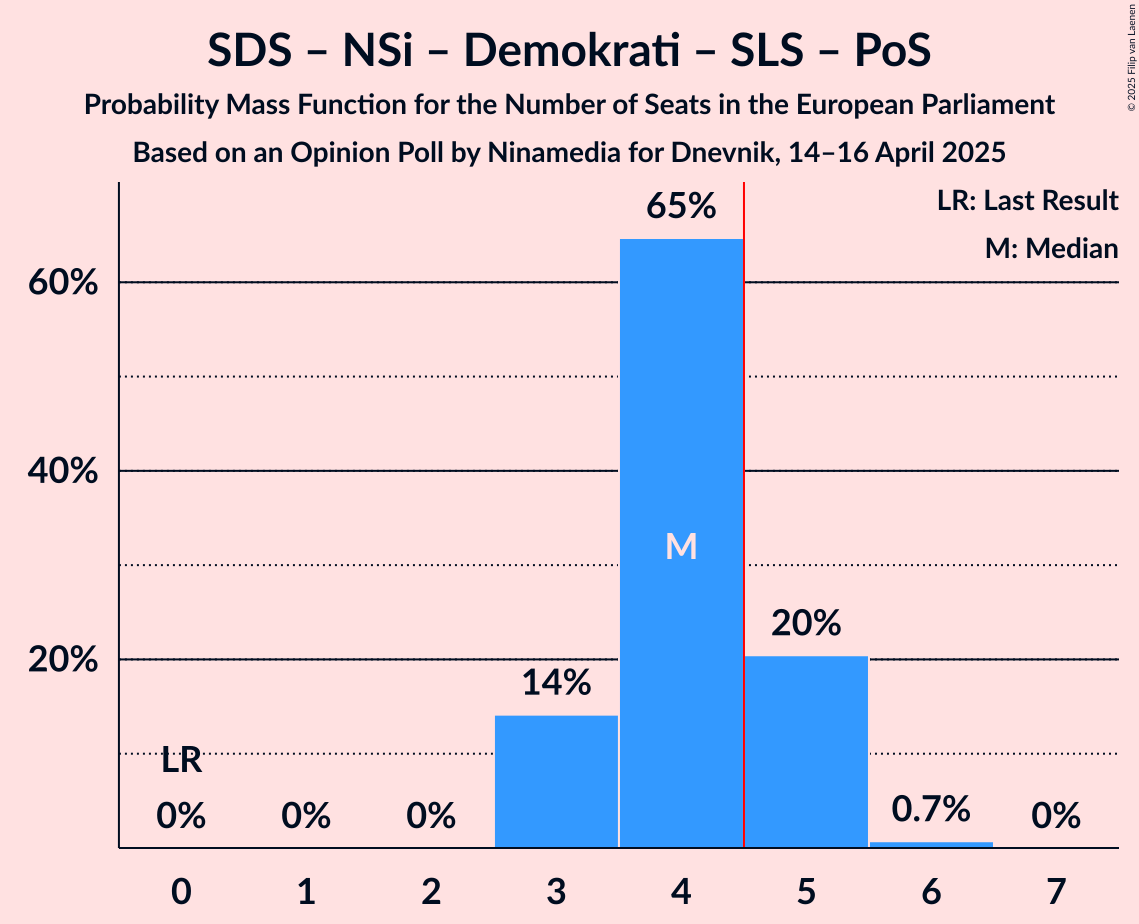 SDS – NSi – Demokrati – SLS – PoS
Probability Mass Function for the Number of Seats in the European Parliament
Based on an Opinion Poll by Ninamedia for Dnevnik, 14–16 April 2025
© 2025 Filip van Laenen
LR: Last Result
M: Median
65%
60%
40%
M
20%
20%
14%
LR
0%
0%
0%
0.7%
0%
0
1
2
3
4
5
6
7